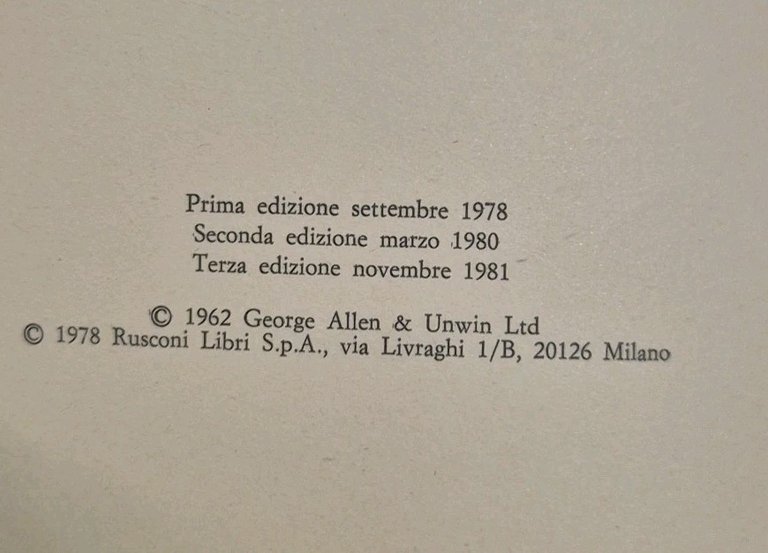 Prima edizione settembre 1978
Seconda edizione marzo 1980
Terza edizione novembre 1981
© 1962 George Allen & Unwin Ltd
© 1978 Rusconi Libri S.p.A., via Livraghi 1/B, 20126 Milano